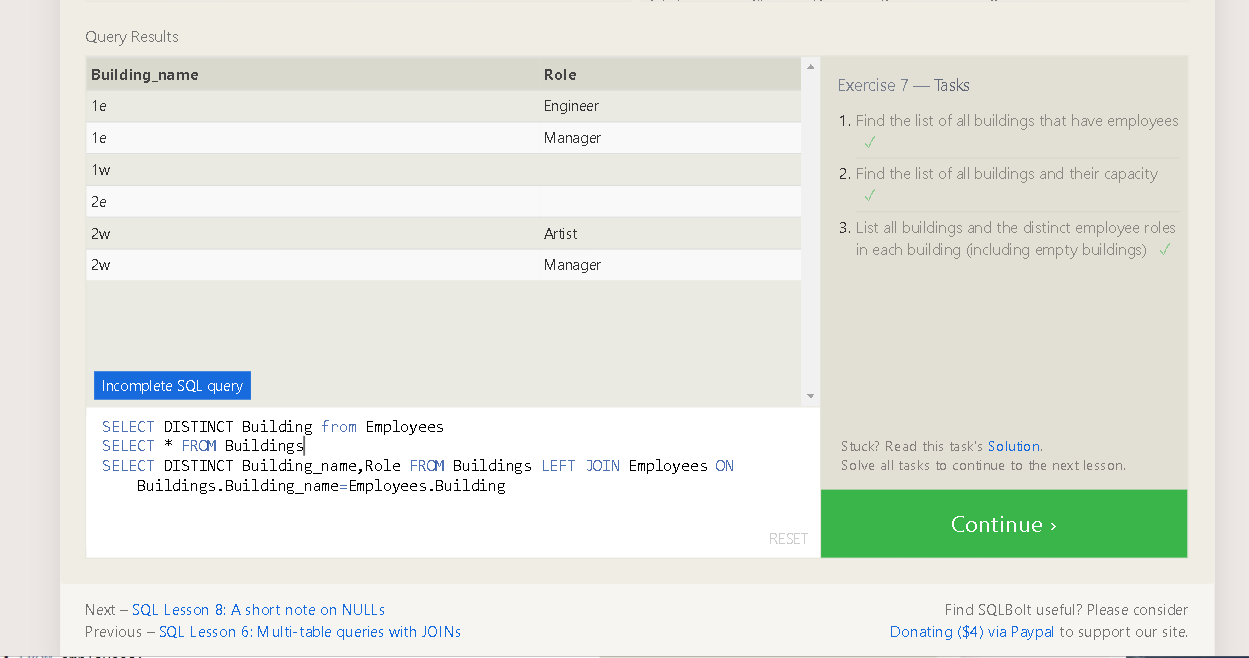 Query Results
Building_name Role
1e Engineer
1e Manager
1w
2e
2w Artist
2w Manager
Incomplete SQL query
SELECT DISTINCT Building from Employees
SELECT * FROM Buildings
SELECT DISTINCT Building_name,Role FROM Buildings LEFT JOIN Employees ON
Buildings.Building_name=Employees.Building
RESET
Exercise 7 — Tasks
1. Find the list of all buildings that have employees
✓
2. Find the list of all buildings and their capacity
✓
3. List all buildings and the distinct employee roles
in each building (including empty buildings) ✓
Stuck? Read this task's Solution.
Solve all tasks to continue to the next lesson.
Continue ›
Next – SQL Lesson 8: A short note on NULLs
Previous – SQL Lesson 6: Multi-table queries with JOINs
Find SQLBolt useful? Please consider
Donating ($4) via Paypal to support our site.